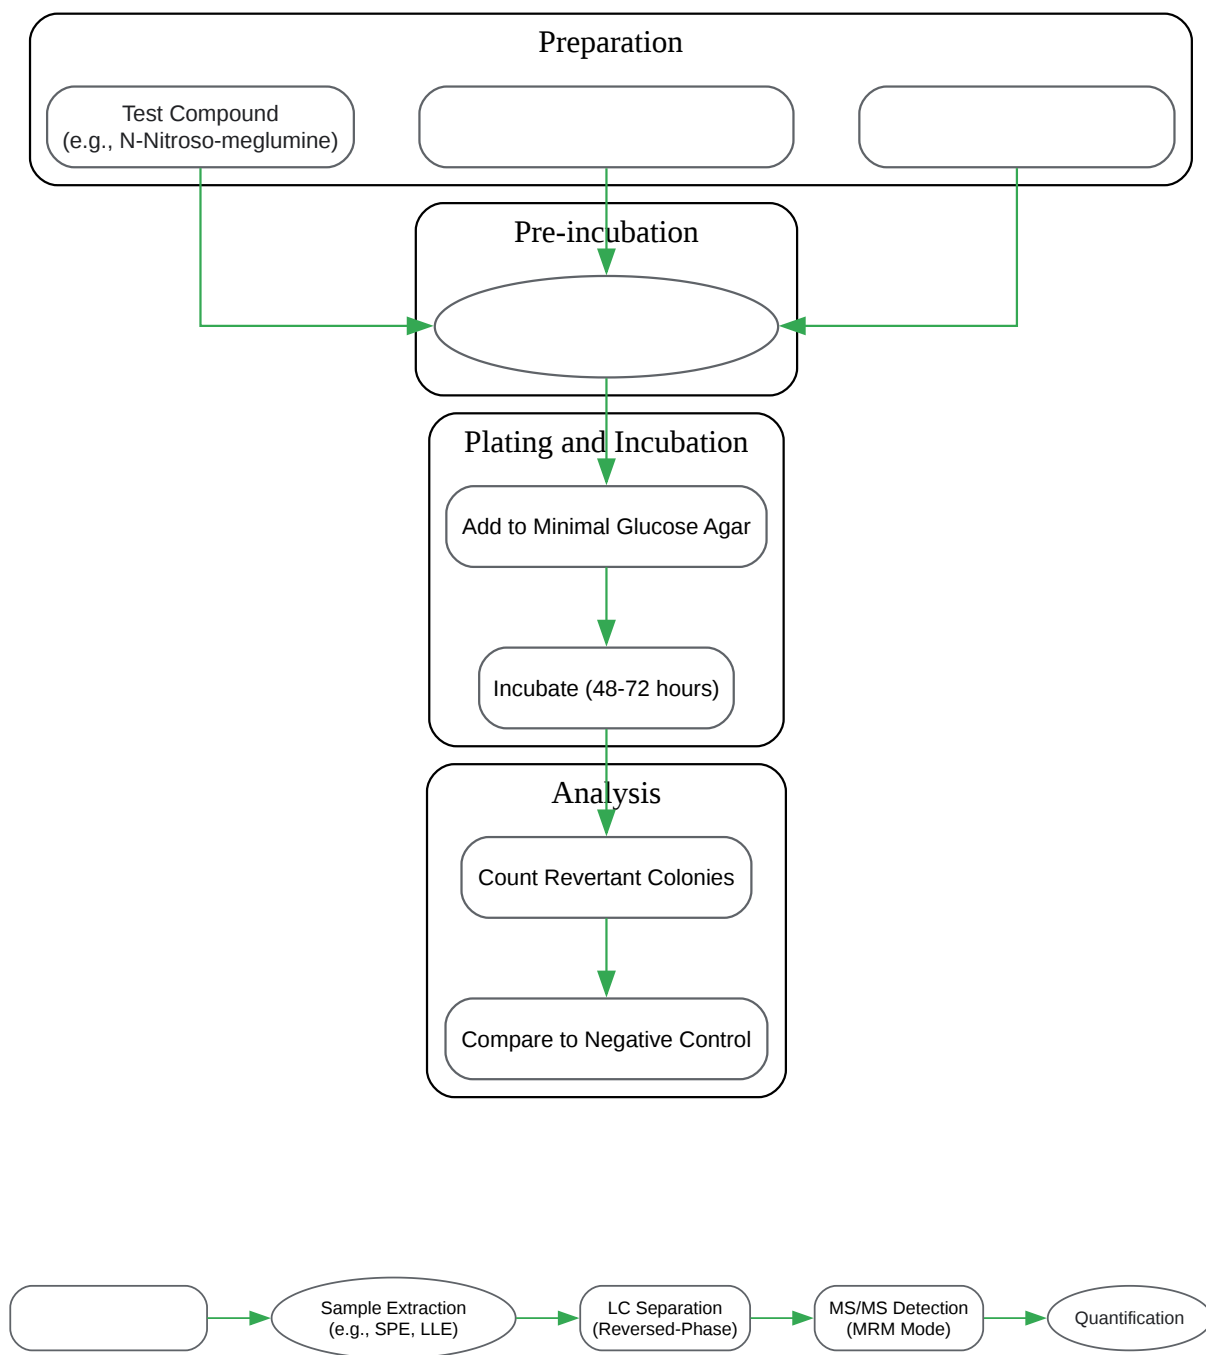 Preparation
Test Compound
(e.g., N-Nitroso-meglumine)
Pre-incubation
Plating and Incubation
Add to Minimal Glucose Agar
Incubate (48-72 hours)
Analysis
Count Revertant Colonies
Compare to Negative Control
Sample Extraction
(e.g., SPE, LLE)
LC Separation
(Reversed-Phase)
MS/MS Detection
(MRM Mode)
Quantification